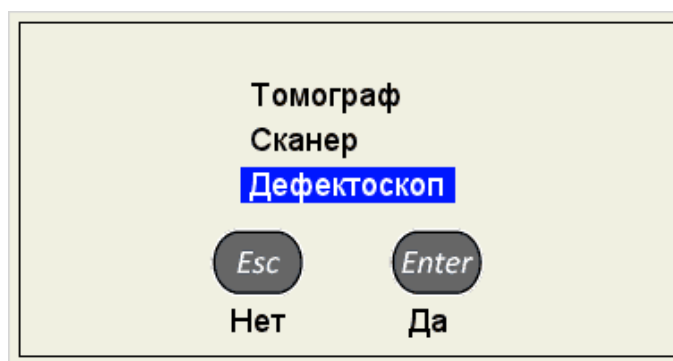 Томограф
Сканер
Дефектоскоп
Esc Enter
Нет Да